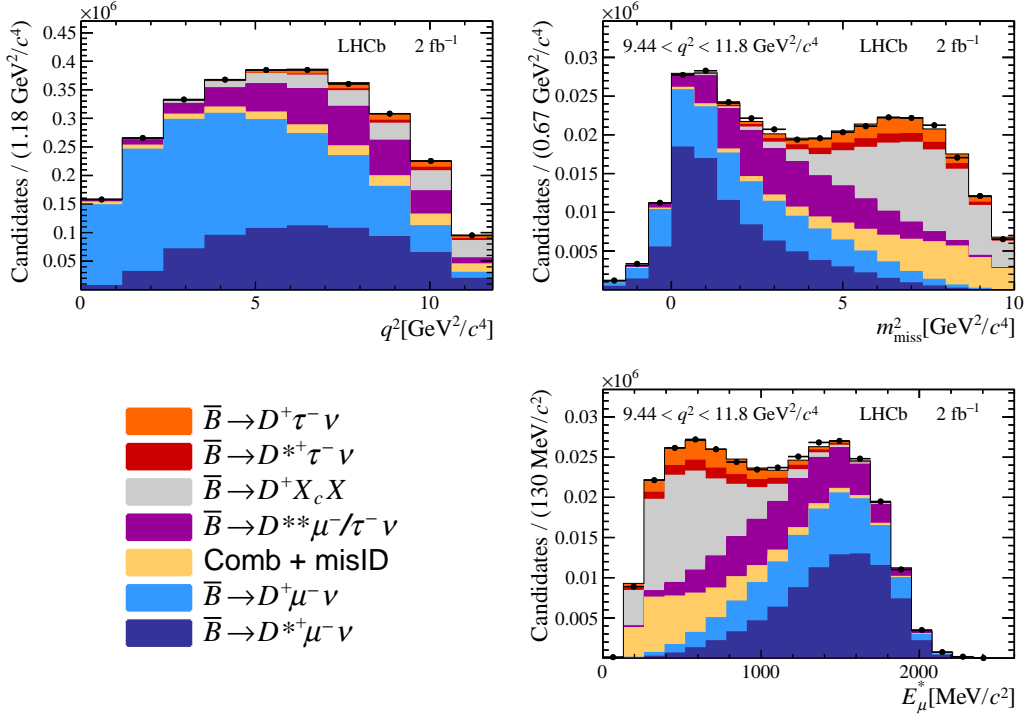 ×10⁶
LHCb 2 fb⁻¹
Candidates / (1.18 GeV²/c⁴)
0.45
0.4
0.35
0.3
0.25
0.2
0.15
0.1
0.05
0 5 10
q²[GeV²/c⁴]
×10⁶
9.44 < q² < 11.8 GeV²/c⁴ LHCb 2 fb⁻¹
Candidates / (0.67 GeV²/c⁴)
0.03
0.02
0.01
0.005
0.015
0.025
0 5 10
m²miss[GeV²/c⁴]
B̅→D⁺τ⁻ν
B̅→D*⁺τ⁻ν
B̅→D⁺X_cX
B̅→D**μ⁻/τ⁻ν
Comb + misID
B̅→D⁺μ⁻ν
B̅→D*⁺μ⁻ν
×10⁶
9.44 < q² < 11.8 GeV²/c⁴ LHCb 2 fb⁻¹
Candidates / (130 MeV/c²)
0.03
0.025
0.02
0.015
0.01
0.005
0 1000 2000
E*μ[MeV/c²]